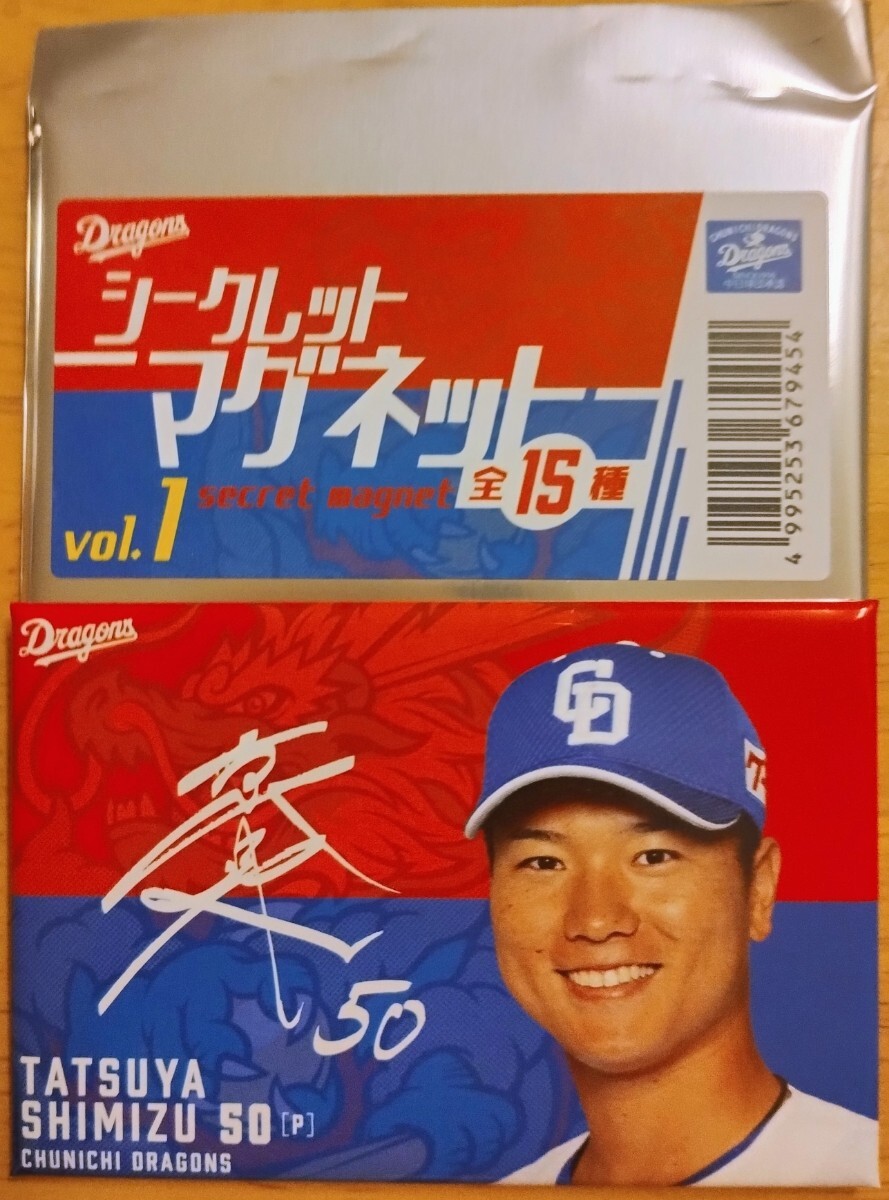 Dragons
シークレット
マグネット
secret magnet
全15種
vol.1
CHUNICHI DRAGONS
Dragons
4 995253 679454
Dragons
CD
50
TATSUYA
SHIMIZU 50 [P]
CHUNICHI DRAGONS